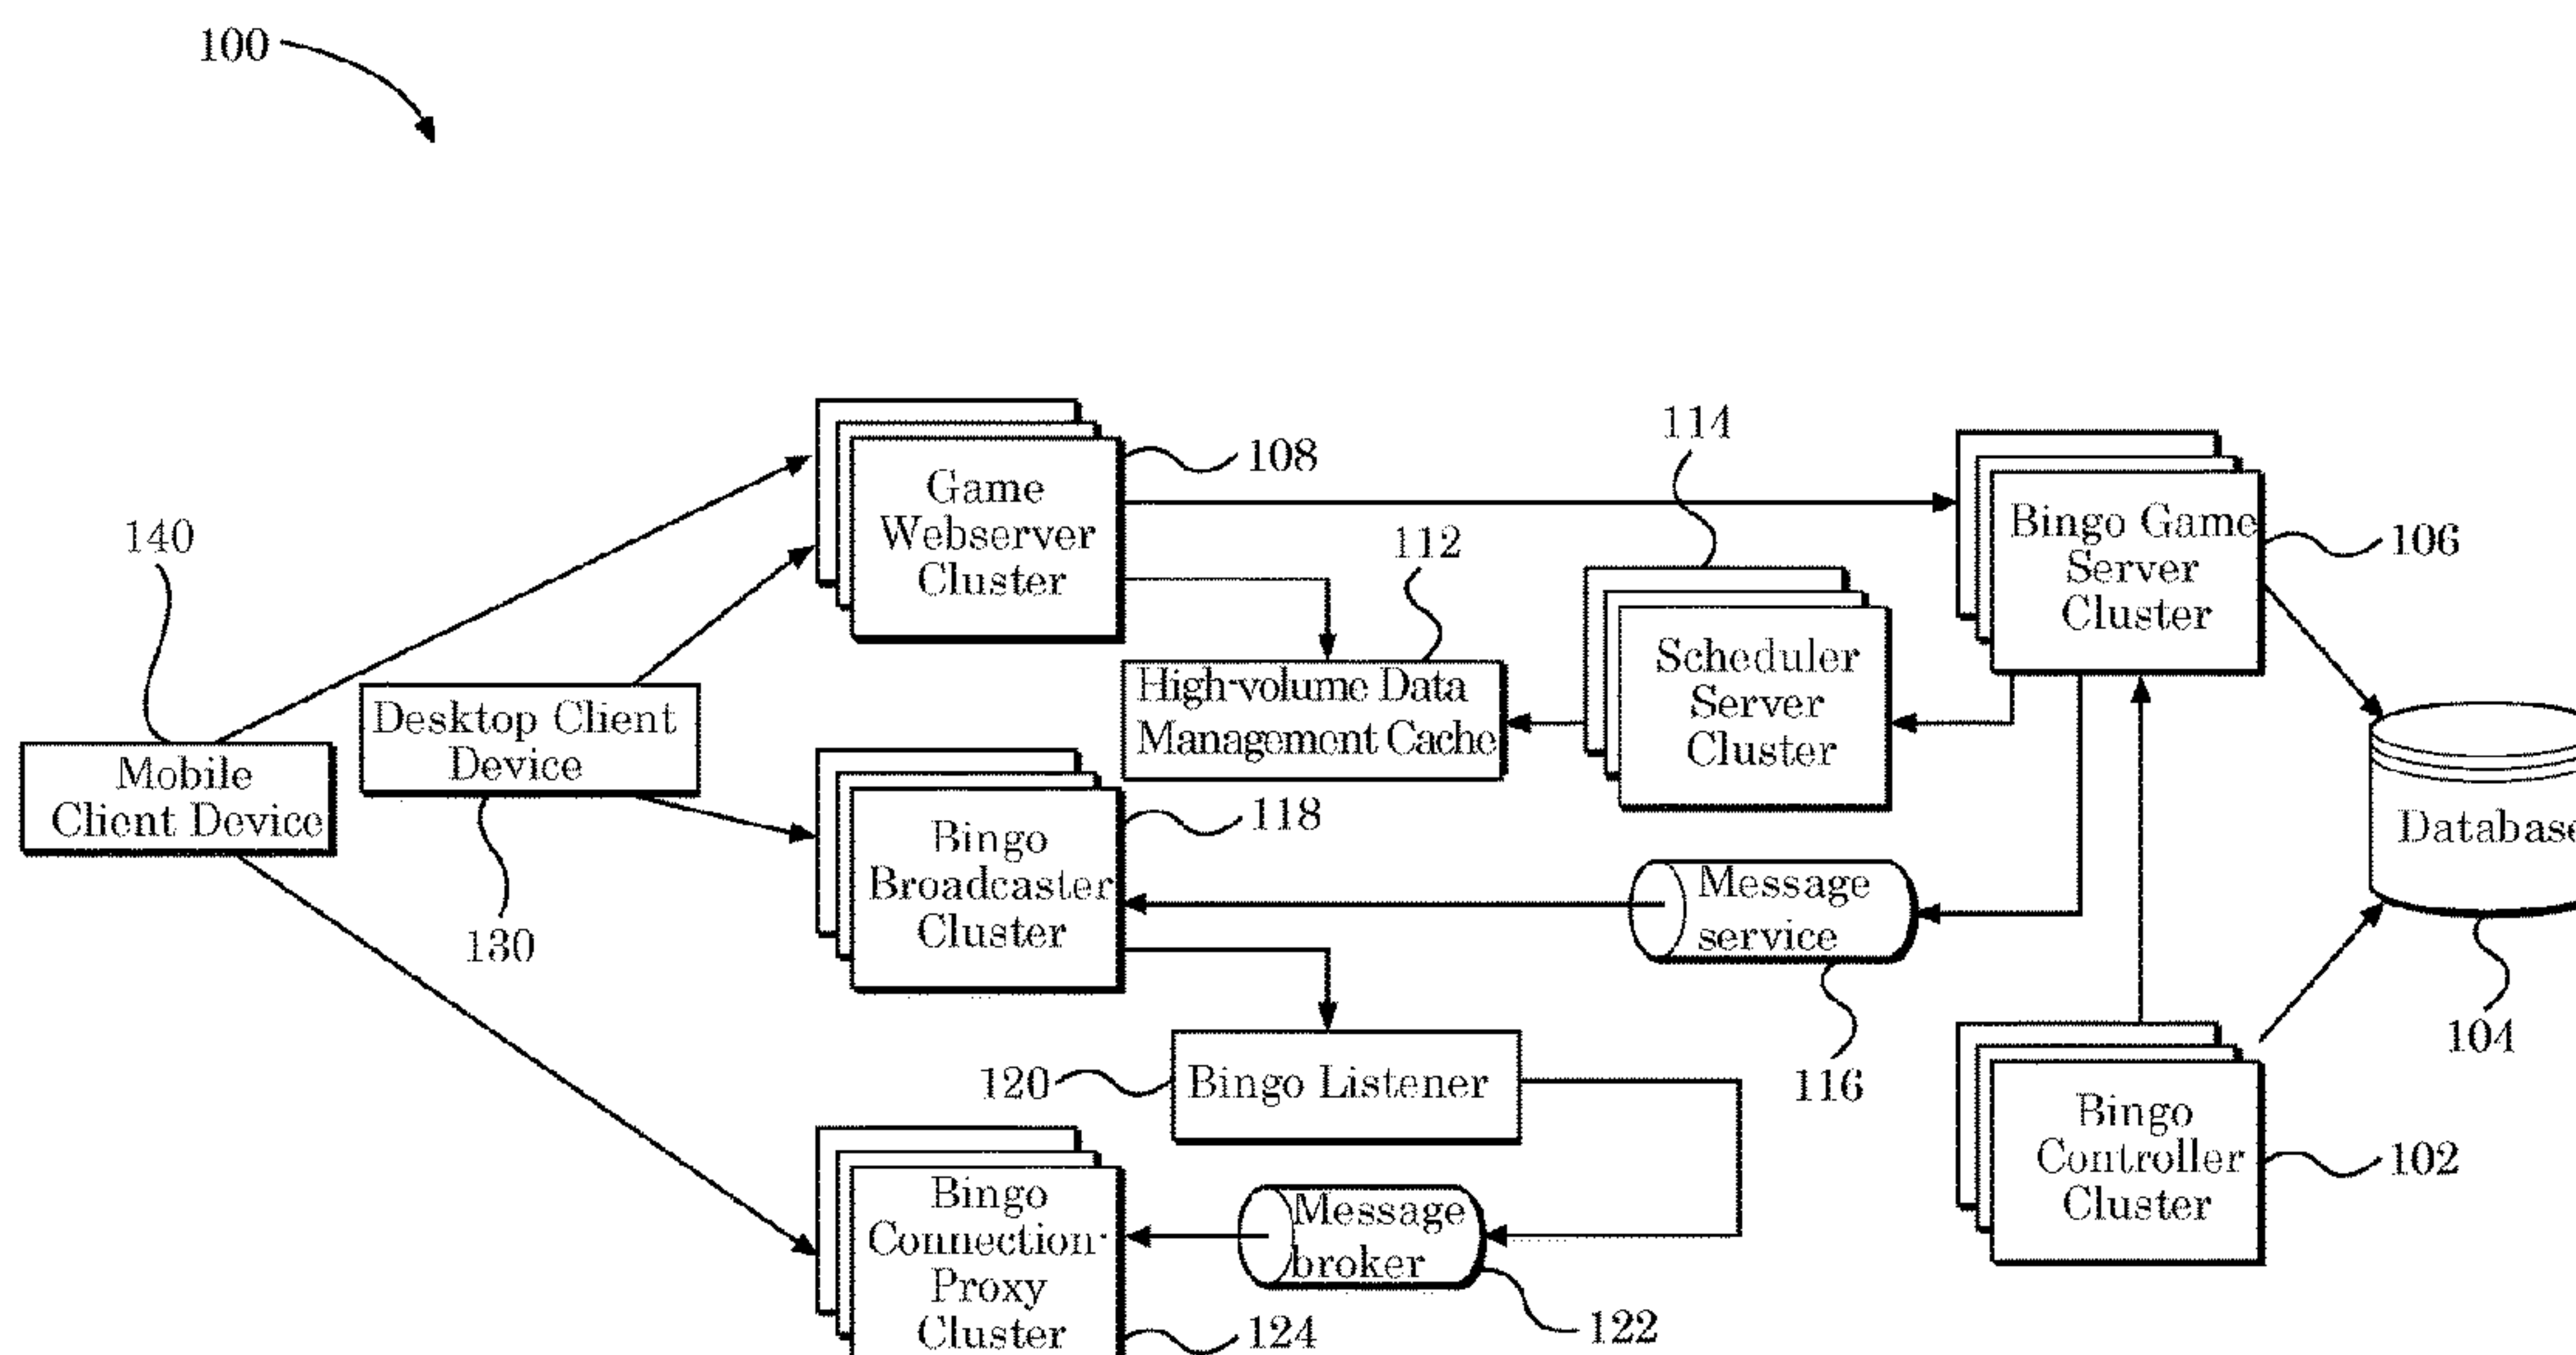 100
108
Game
Webserver
Cluster
114
Bingo Game
Server
Cluster
106
140
112
Scheduler
Server
Cluster
High-volume Data
Management Cache
Desktop Client
Device
Mobile
Client Device
130
118
Bingo
Broadcaster
Cluster
Message
service
116
Database
104
120
Bingo Listener
Bingo
Controller
Cluster
102
Bingo
Connection-
Proxy
Cluster
124
Message
broker
122